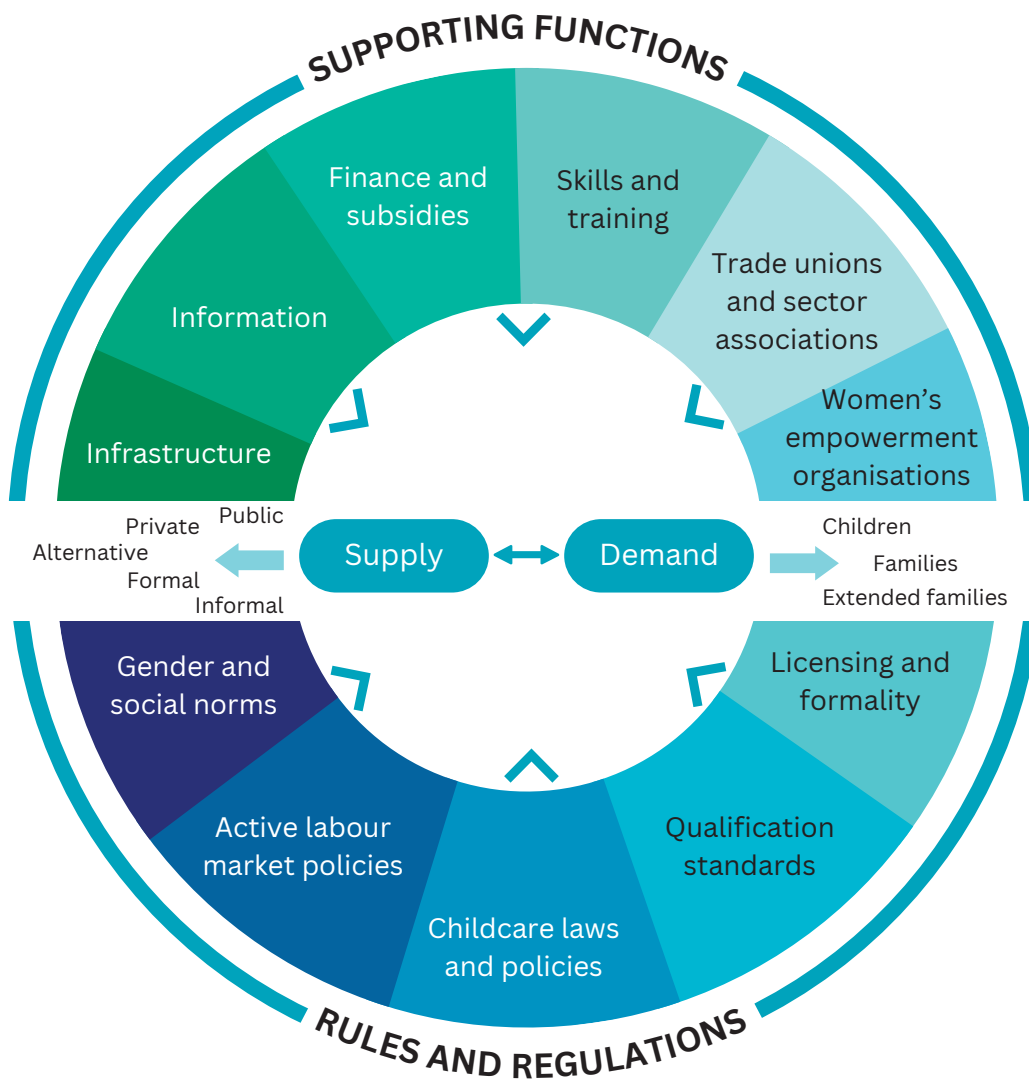 SUPPORTING FUNCTIONS
Finance and
subsidies
Skills and
training
Information
Trade unions
and sector
associations
Infrastructure
Women’s
empowerment
organisations
Public
Private
Alternative
Formal
Informal
Supply
Demand
Children
Families
Extended families
Gender and
social norms
Licensing and
formality
Active labour
market policies
Qualification
standards
Childcare laws
and policies
RULES AND REGULATIONS